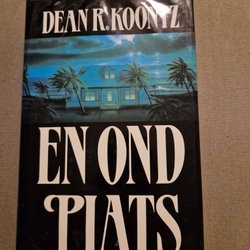 DEAN R. KOONTZ
EN OND
PLATS